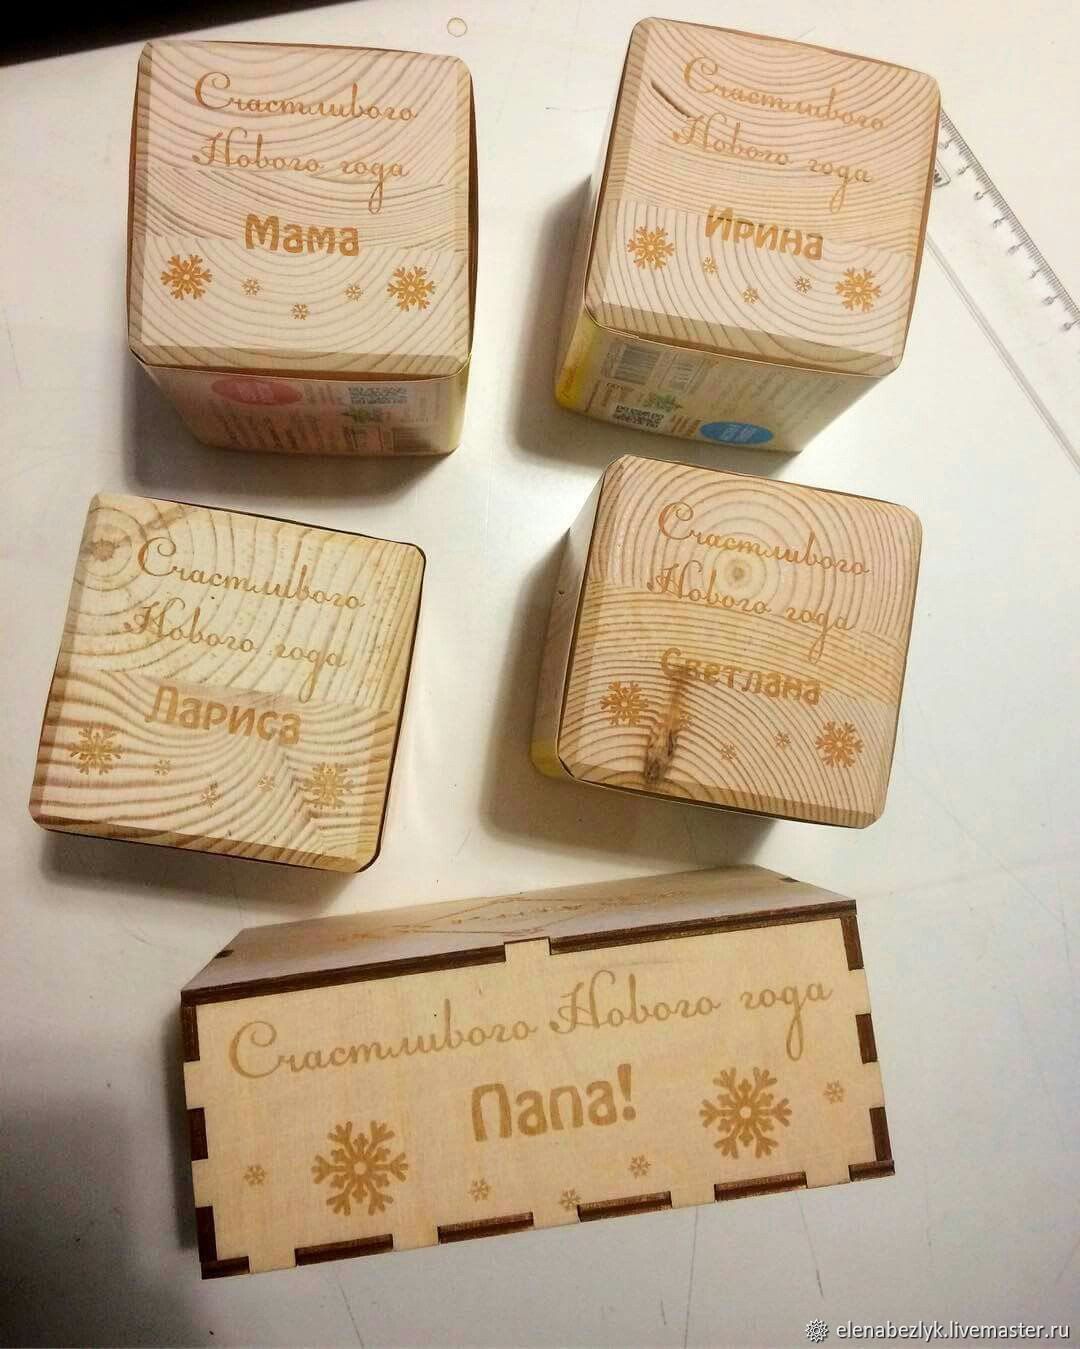 Счастливого
Нового года
Мама
Счастливого
Нового года
Ирина
Счастливого
Нового года
Лариса
Счастливого
Нового года
Светлана
Счастливого Нового года
Папа!
elenabezlyk.livemaster.ru